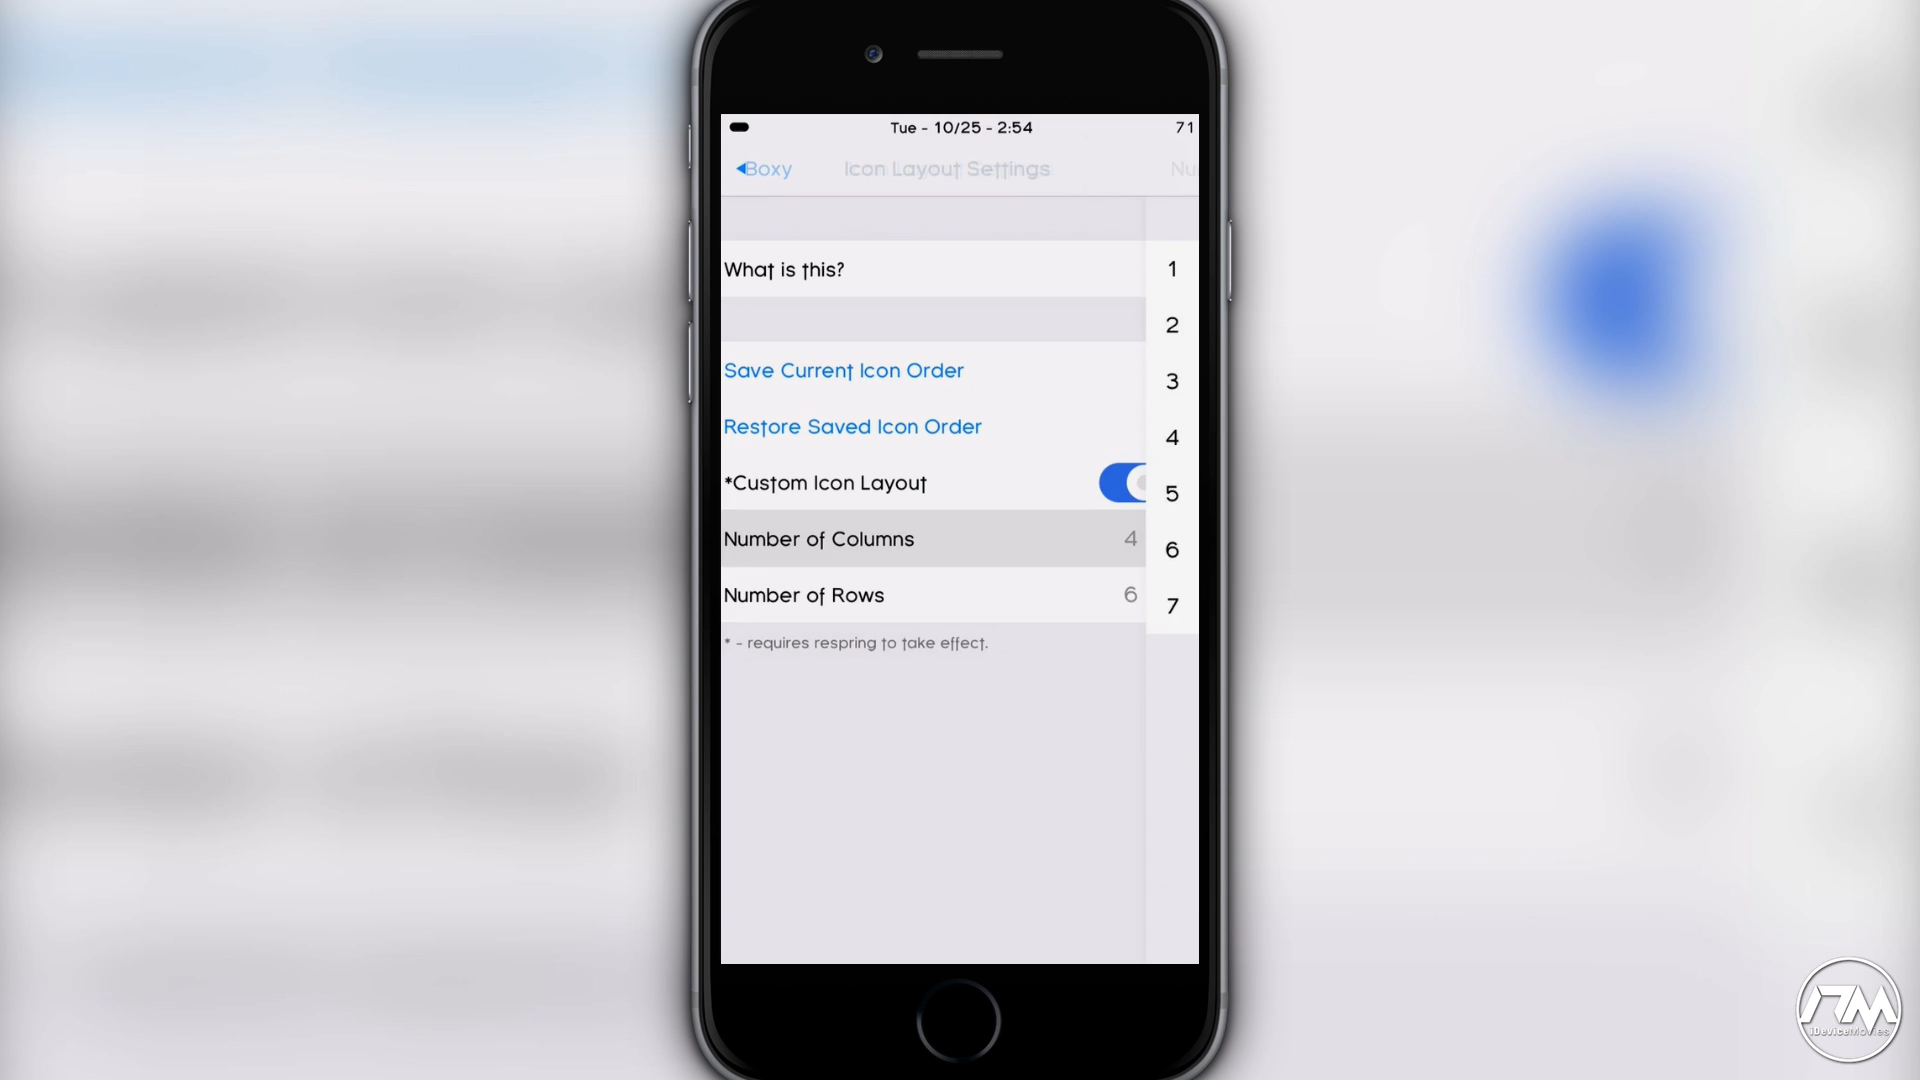 Tue - 10/25 - 2:54
71
Boxy
Icon Layout Settings
Nu
What is this?
Save Current Icon Order
Restore Saved Icon Order
*Custom Icon Layout
Number of Columns 4
Number of Rows 6
* - requires respring to take effect.
1
2
3
4
5
6
7
iDeviceMovies